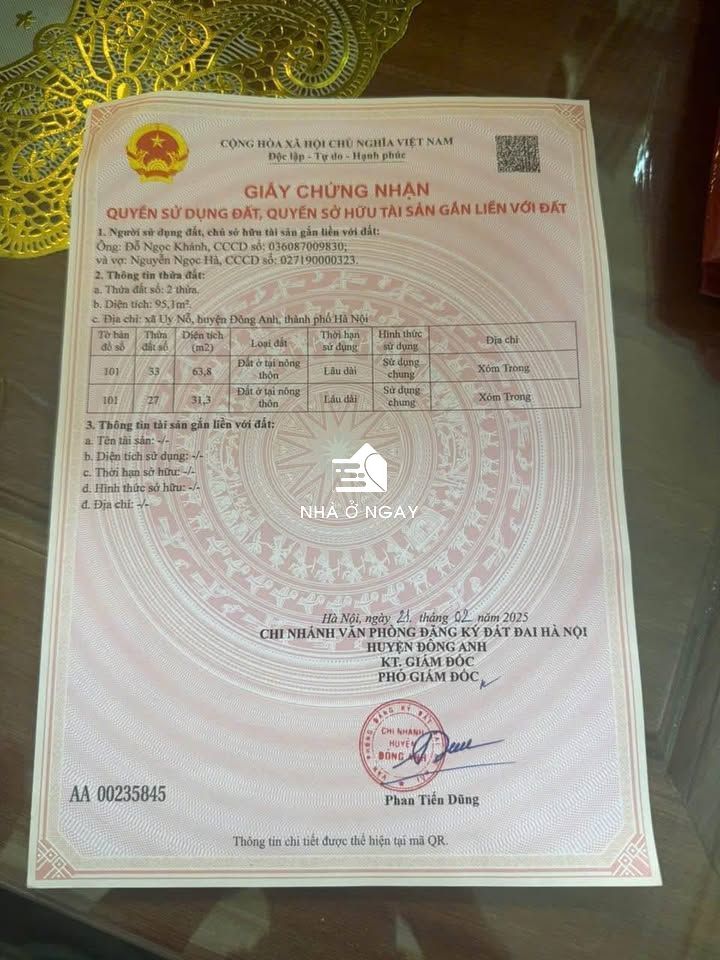 CỘNG HÒA XÃ HỘI CHỦ NGHĨA VIỆT NAM
Độc lập - Tự do - Hạnh phúc
GIẤY CHỨNG NHẬN
QUYỀN SỬ DỤNG ĐẤT, QUYỀN SỞ HỮU TÀI SẢN GẮN LIỀN VỚI ĐẤT
1. Người sử dụng đất, chủ sở hữu tài sản gắn liền với đất:
Ông: Đỗ Ngọc Khánh, CCCD số: 036087009830;
và vợ: Nguyễn Ngọc Hà, CCCD số: 027190000323.
2. Thông tin thửa đất:
a. Thửa đất số: 2 thửa.
b. Diện tích: 95,1m².
c. Địa chỉ: xã Uy Nỗ, huyện Đông Anh, thành phố Hà Nội
Tờ bản đồ số Thửa đất số Diện tích (m2) Loại đất Thời hạn sử dụng Hình thức sử dụng Địa chỉ
101 33 63,8 Đất ở tại nông thôn Lâu dài Sử dụng chung Xóm Trong
101 27 31,3 Đất ở tại nông thôn Lâu dài Sử dụng chung Xóm Trong
3. Thông tin tài sản gắn liền với đất:
a. Tên tài sản: -/-
b. Diện tích sử dụng: -/-
c. Thời hạn sở hữu: -/-
d. Hình thức sở hữu: -/-
đ. Địa chỉ: -/-
NHÀ Ở NGAY
Hà Nội, ngày 21 tháng 02 năm 2025
CHI NHÁNH VĂN PHÒNG ĐĂNG KÝ ĐẤT ĐAI HÀ NỘI
HUYỆN ĐÔNG ANH
KT. GIÁM ĐỐC
PHÓ GIÁM ĐỐC
CHI NHÁNH
HUYỆN
ĐÔNG ANH
Phan Tiến Dũng
AA 00235845
Thông tin chi tiết được thể hiện tại mã QR.